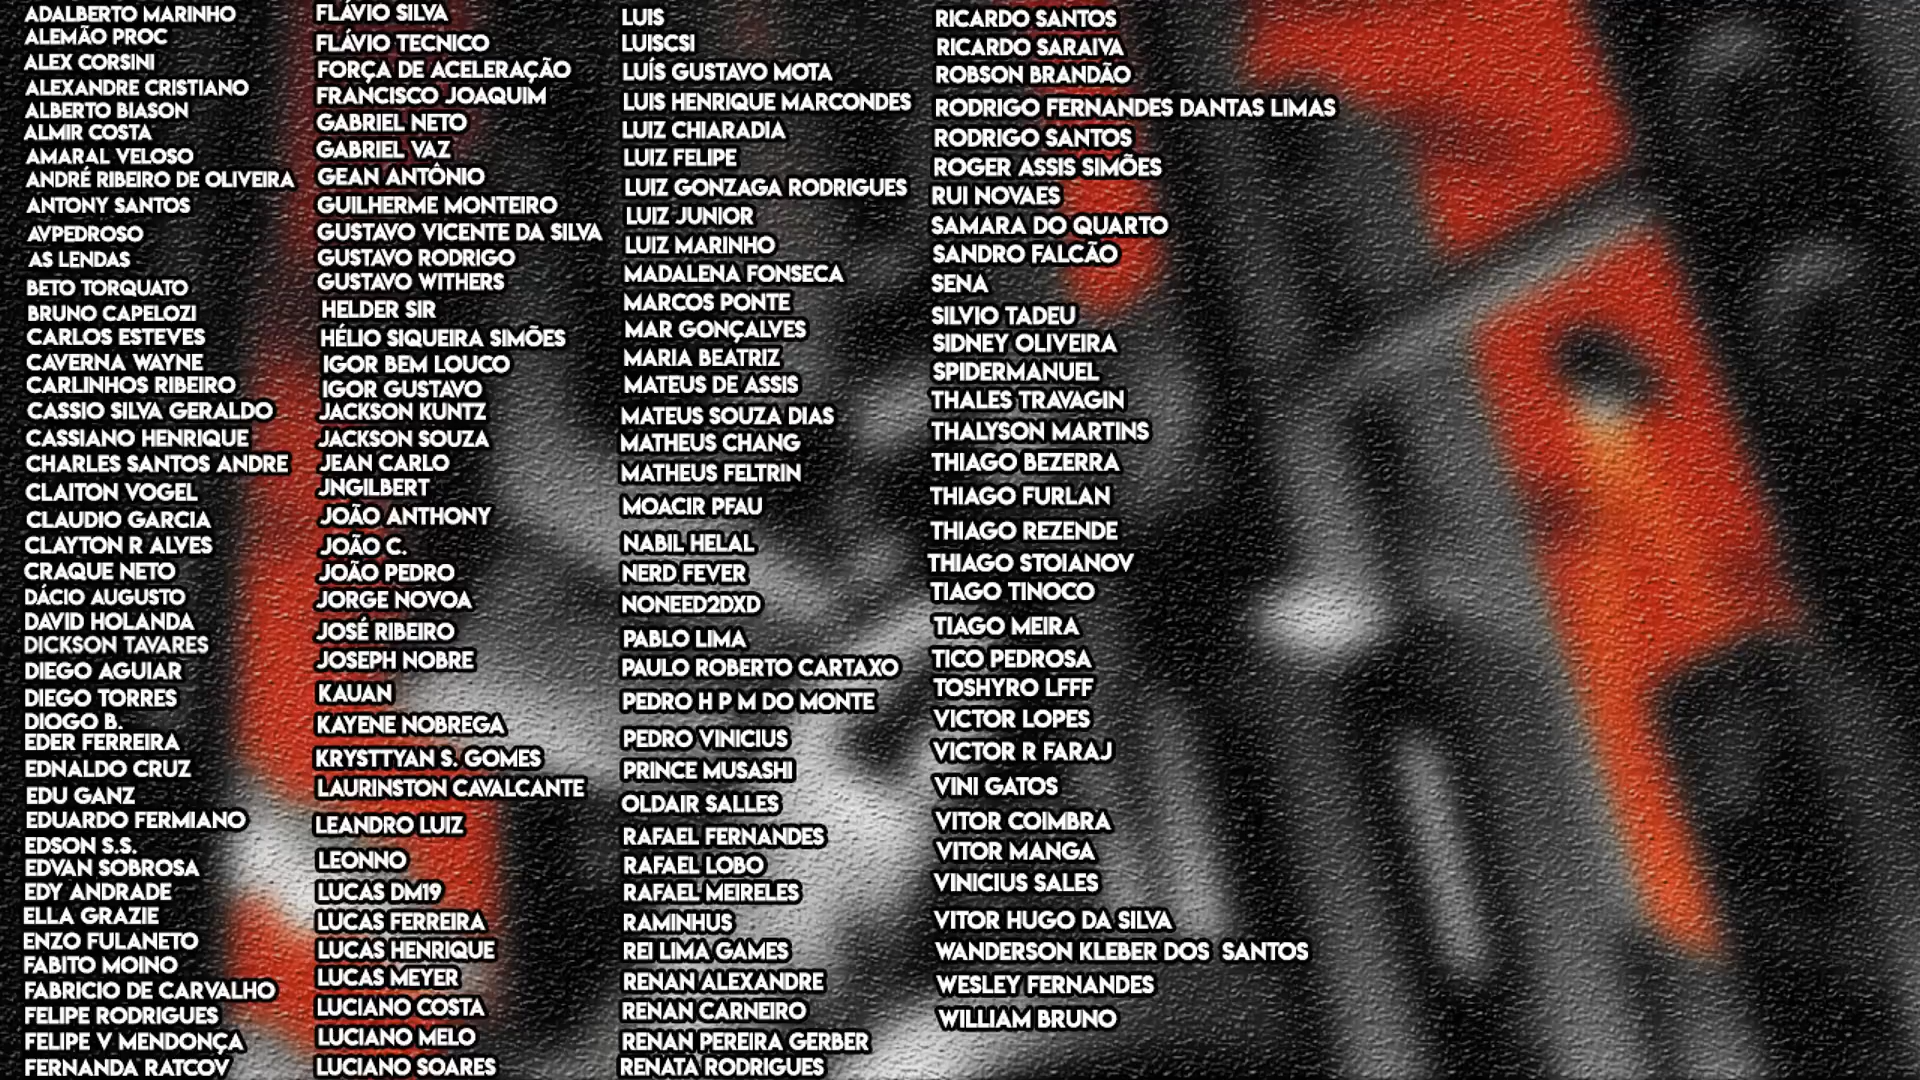 ADALBERTO MARINHO
ALEMÃO PROC
ALEX CORSINI
ALEXANDRE CRISTIANO
ALBERTO BIASON
ALMIR COSTA
AMARAL VELOSO
ANDRÉ RIBEIRO DE OLIVEIRA
ANTONY SANTOS
AVPEDROSO
AS LENDAS
BETO TORQUATO
BRUNO CAPELOZI
CARLOS ESTEVES
CAVERNA WAYNE
CARLINHOS RIBEIRO
CASSIO SILVA GERALDO
CASSIANO HENRIQUE
CHARLES SANTOS ANDRE
CLAITON VOGEL
CLAUDIO GARCIA
CLAYTON R ALVES
CRAQUE NETO
DÁCIO AUGUSTO
DAVID HOLANDA
DICKSON TAVARES
DIEGO AGUIAR
DIEGO TORRES
DIOGO B.
EDER FERREIRA
EDNALDO CRUZ
EDU GANZ
EDUARDO FERMIANO
EDSON S.S.
EDVAN SOBROSA
EDY ANDRADE
ELLA GRAZIE
ENZO FULANETO
FABITO MOINO
FABRICIO DE CARVALHO
FELIPE RODRIGUES
FELIPE V MENDONÇA
FERNANDA RATCOV
FLÁVIO SILVA
FLÁVIO TECNICO
FORÇA DE ACELERAÇÃO
FRANCISCO JOAQUIM
GABRIEL NETO
GABRIEL VAZ
GEAN ANTÔNIO
GUILHERME MONTEIRO
GUSTAVO VICENTE DA SILVA
GUSTAVO RODRIGO
GUSTAVO WITHERS
HELDER SIR
HÉLIO SIQUEIRA SIMÕES
IGOR BEM LOUCO
IGOR GUSTAVO
JACKSON KUNTZ
JACKSON SOUZA
JEAN CARLO
JNGILBERT
JOÃO ANTHONY
JOÃO C.
JOÃO PEDRO
JORGE NOVOA
JOSÉ RIBEIRO
JOSEPH NOBRE
KAUAN
KAYENE NOBREGA
KRYSTTYAN S. GOMES
LAURINSTON CAVALCANTE
LEANDRO LUIZ
LEONNO
LUCAS DM19
LUCAS FERREIRA
LUCAS HENRIQUE
LUCAS MEYER
LUCIANO COSTA
LUCIANO MELO
LUCIANO SOARES
LUIS
LUISCSI
LUÍS GUSTAVO MOTA
LUIS HENRIQUE MARCONDES
LUIZ CHIARADIA
LUIZ FELIPE
LUIZ GONZAGA RODRIGUES
LUIZ JUNIOR
LUIZ MARINHO
MADALENA FONSECA
MARCOS PONTE
MAR GONÇALVES
MARIA BEATRIZ
MATEUS DE ASSIS
MATEUS SOUZA DIAS
MATHEUS CHANG
MATHEUS FELTRIN
MOACIR PFAU
NABIL HELAL
NERD FEVER
NONEED2DXD
PABLO LIMA
PAULO ROBERTO CARTAXO
PEDRO H P M DO MONTE
PEDRO VINICIUS
PRINCE MUSASHI
OLDAIR SALLES
RAFAEL FERNANDES
RAFAEL LOBO
RAFAEL MEIRELES
RAMINHUS
REI LIMA GAMES
RENAN ALEXANDRE
RENAN CARNEIRO
RENAN PEREIRA GERBER
RENATA RODRIGUES
RICARDO SANTOS
RICARDO SARAIVA
ROBSON BRANDÃO
RODRIGO FERNANDES DANTAS LIMAS
RODRIGO SANTOS
ROGER ASSIS SIMÕES
RUI NOVAES
SAMARA DO QUARTO
SANDRO FALCÃO
SENA
SILVIO TADEU
SIDNEY OLIVEIRA
SPIDERMANUEL
THALES TRAVAGIN
THALYSON MARTINS
THIAGO BEZERRA
THIAGO FURLAN
THIAGO REZENDE
THIAGO STOIANOV
TIAGO TINOCO
TIAGO MEIRA
TICO PEDROSA
TOSHYRO LFFF
VICTOR LOPES
VICTOR R FARAJ
VINI GATOS
VITOR COIMBRA
VITOR MANGA
VINICIUS SALES
VITOR HUGO DA SILVA
WANDERSON KLEBER DOS SANTOS
WESLEY FERNANDES
WILLIAM BRUNO